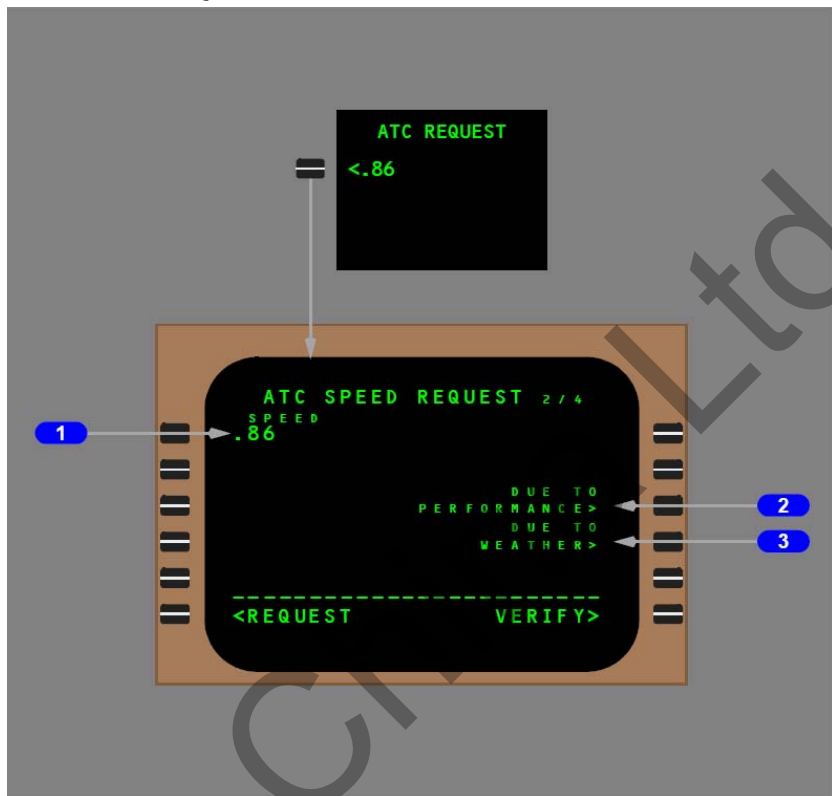 ATC REQUEST
<.86
ATC SPEED REQUEST 2/4
SPEED
.86
DUE TO
PERFORMANCE>
DUE TO
WEATHER>
<REQUEST VERIFY>
1
2
3
Ltd